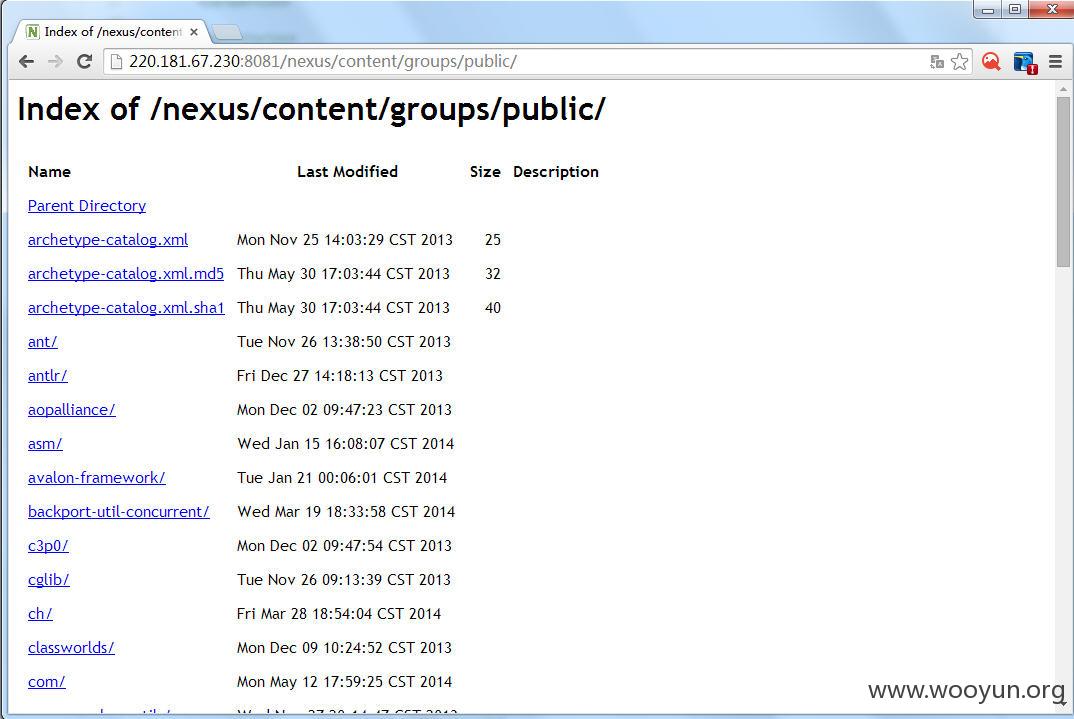 Index of /nexus/content
220.181.67.230:8081/nexus/content/groups/public/
Index of /nexus/content/groups/public/
Name Last Modified Size Description
Parent Directory
archetype-catalog.xml Mon Nov 25 14:03:29 CST 2013 25
archetype-catalog.xml.md5 Thu May 30 17:03:44 CST 2013 32
archetype-catalog.xml.sha1 Thu May 30 17:03:44 CST 2013 40
ant/ Tue Nov 26 13:38:50 CST 2013
antlr/ Fri Dec 27 14:18:13 CST 2013
aopalliance/ Mon Dec 02 09:47:23 CST 2013
asm/ Wed Jan 15 16:08:07 CST 2014
avalon-framework/ Tue Jan 21 00:06:01 CST 2014
backport-util-concurrent/ Wed Mar 19 18:33:58 CST 2014
c3p0/ Mon Dec 02 09:47:54 CST 2013
cglib/ Tue Nov 26 09:13:39 CST 2013
ch/ Fri Mar 28 18:54:04 CST 2014
classworlds/ Mon Dec 09 10:24:52 CST 2013
com/ Mon May 12 17:59:25 CST 2014
www.wooyun.org